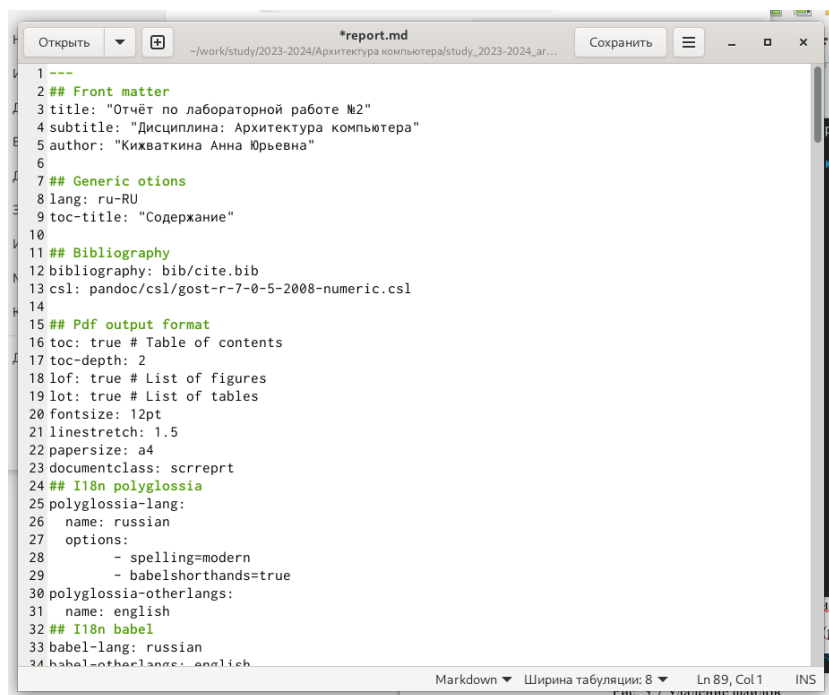 Открыть
*report.md
~/work/study/2023-2024/Архитектура компьютера/study_2023-2024_ar...
Сохранить
1 ---
2 ## Front matter
3 title: "Отчёт по лабораторной работе №2"
4 subtitle: "Дисциплина: Архитектура компьютера"
5 author: "Кижваткина Анна Юрьевна"
6
7 ## Generic otions
8 lang: ru-RU
9 toc-title: "Содержание"
10
11 ## Bibliography
12 bibliography: bib/cite.bib
13 csl: pandoc/csl/gost-r-7-0-5-2008-numeric.csl
14
15 ## Pdf output format
16 toc: true # Table of contents
17 toc-depth: 2
18 lof: true # List of figures
19 lot: true # List of tables
20 fontsize: 12pt
21 linestretch: 1.5
22 papersize: a4
23 documentclass: scrreprt
24 ## I18n polyglossia
25 polyglossia-lang:
26   name: russian
27   options:
28         - spelling=modern
29         - babelshorthands=true
30 polyglossia-otherlangs:
31   name: english
32 ## I18n babel
33 babel-lang: russian
34 babel-otherlangs: english
Markdown Ширина табуляции: 8 Ln 89, Col 1 INS